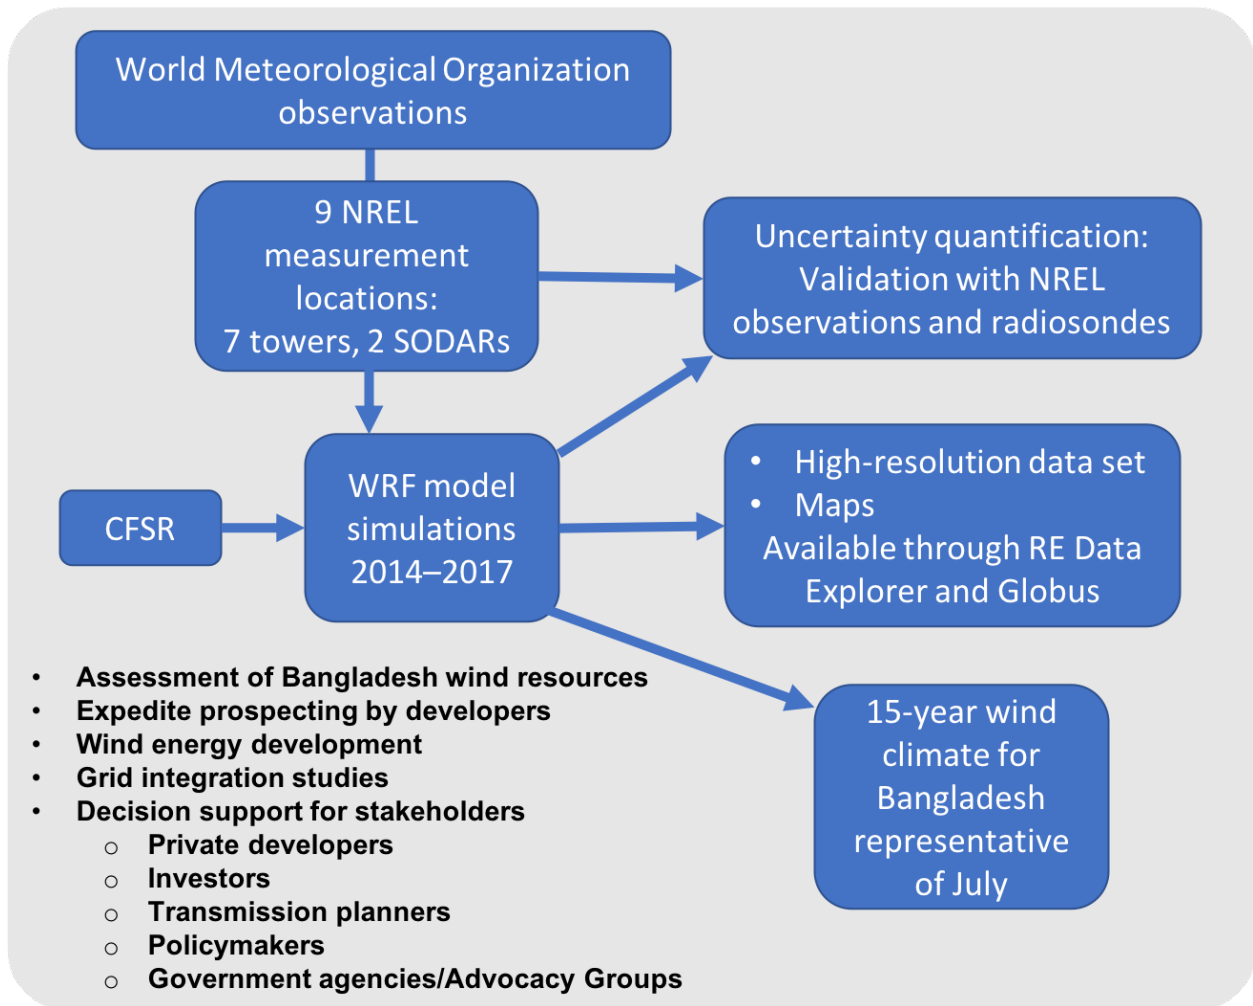 World Meteorological Organization
observations
9 NREL
measurement
locations:
7 towers, 2 SODARs
Uncertainty quantification:
Validation with NREL
observations and radiosondes
CFSR
WRF model
simulations
2014–2017
• High-resolution data set
• Maps
Available through RE Data
Explorer and Globus
15-year wind
climate for
Bangladesh
representative
of July
• Assessment of Bangladesh wind resources
• Expedite prospecting by developers
• Wind energy development
• Grid integration studies
• Decision support for stakeholders
o Private developers
o Investors
o Transmission planners
o Policymakers
o Government agencies/Advocacy Groups